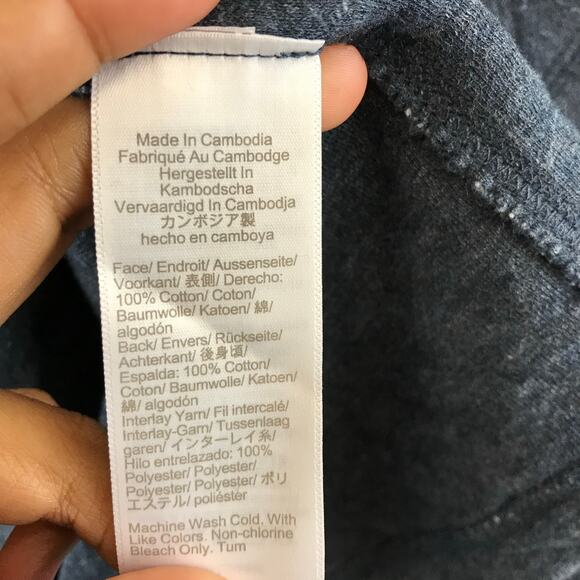 Made In Cambodia
Fabriqué Au Cambodge
Hergestellt In
Kambodscha
Vervaardigd In Cambodja
カンボジア製
hecho en camboya
Face/ Endroit/ Aussenseite/
Voorkant/ 表側/ Derecho:
100% Cotton/ Coton/
Baumwolle/ Katoen/ 綿/
algodón
Back/ Envers/ Rückseite/
Achterkant/ 後身頃/
Espalda: 100% Cotton/
Coton/ Baumwolle/ Katoen/
綿/ algodón
Interlay Yarn/ Fil intercalé/
Interlay-Garn/ Tussenlaag
garen/ インターレイ糸/
Hilo entrelazado: 100%
Polyester/ Polyester/
Polyester/ Polyester/ ポリ
エステル/ poliéster
Machine Wash Cold. With
Like Colors. Non-chlorine
Bleach Only. Tum